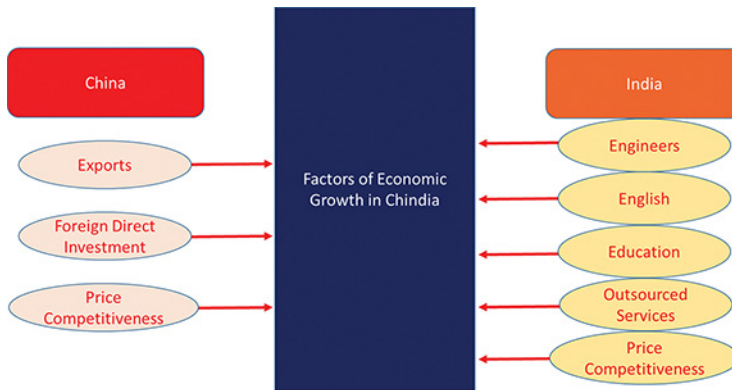 China
Exports
Foreign Direct
Investment
Price
Competitiveness
Factors of Economic
Growth in Chindia
India
Engineers
English
Education
Outsourced
Services
Price
Competitiveness